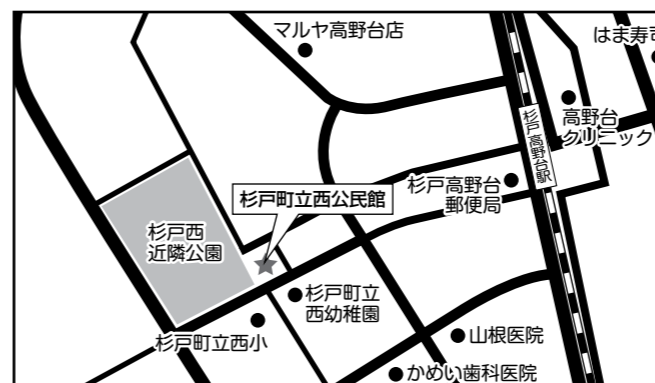 マルヤ高野台店
はま寿司
高野台
クリニック
杉戸高野台駅
杉戸高野台
郵便局
杉戸町立西公民館
杉戸西
近隣公園
杉戸町立
西幼稚園
杉戸町立西小
山根医院
かめい歯科医院